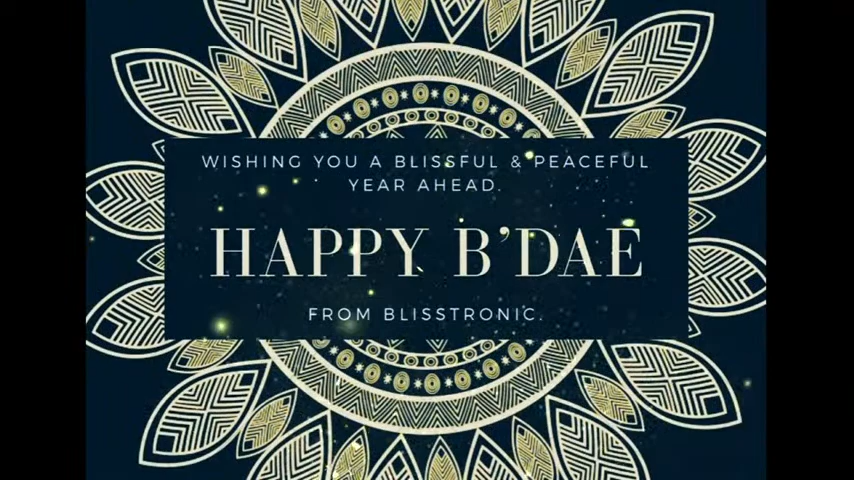 WISHING YOU A BLISSFUL & PEACEFUL
YEAR AHEAD.
HAPPY B'DAE
FROM BLISSTRONIC.